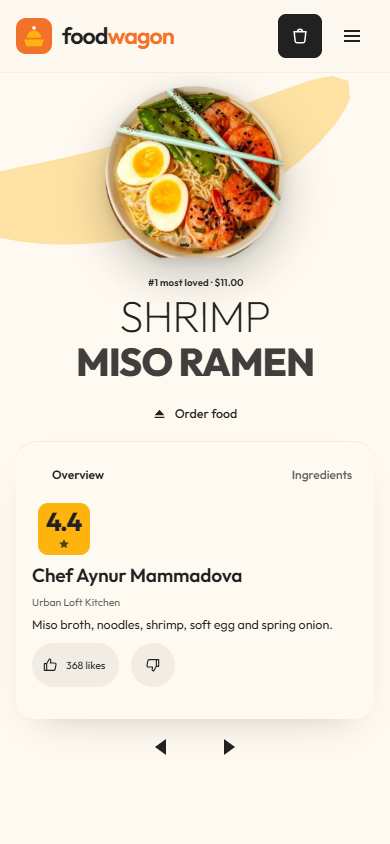 foodwagon
#1 most loved · $11.00
SHRIMP
MISO RAMEN
Order food
Overview
Ingredients
4.4
Chef Aynur Mammadova
Urban Loft Kitchen
Miso broth, noodles, shrimp, soft egg and spring onion.
368 likes